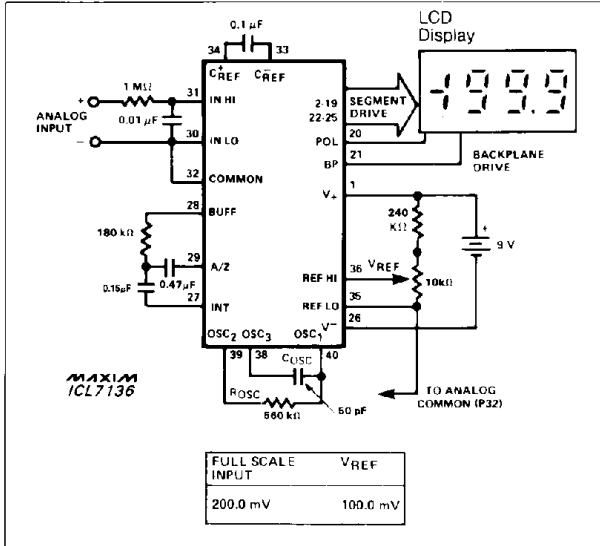 LCD
Display
0.1 µF
34
33
C+REF
C−REF
1 MΩ
31
IN HI
+
ANALOG
INPUT
−
0.01 µF
30
IN LO
32
COMMON
28
BUFF
180 kΩ
29
A/Z
0.47µF
0.15µF
27
INT
2-19
22-25
SEGMENT
DRIVE
20
POL
21
BP
-199.9
BACKPLANE
DRIVE
1
V+
240
KΩ
+
9 V
36
REF HI
VREF
10kΩ
35
REF LO
26
V−
OSC2
OSC3
OSC1
39
38
40
COSC
ROSC
560 kΩ
50 pF
MAXIM
ICL7136
TO ANALOG
COMMON (P32)
FULL SCALE
INPUT
VREF
200.0 mV
100.0 mV